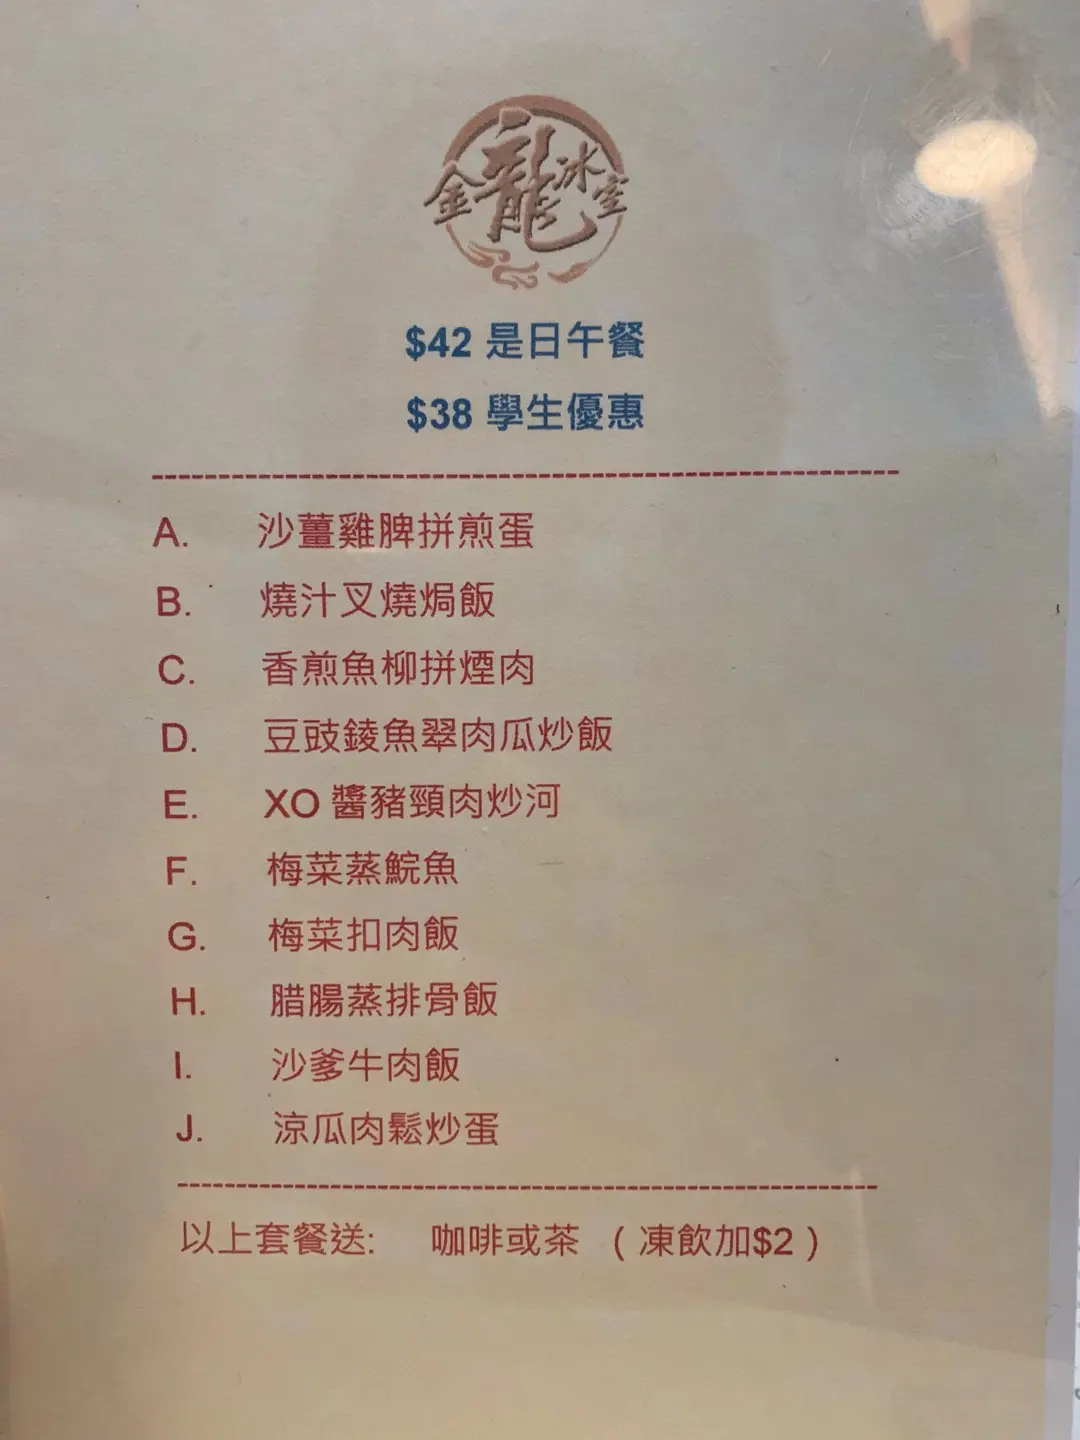 金龍冰室
$42 是日午餐
$38 學生優惠
A. 沙薑雞脾拼煎蛋
B. 燒汁叉燒焗飯
C. 香煎魚柳拼煙肉
D. 豆豉鯪魚翠肉瓜炒飯
E. XO 醬豬頸肉炒河
F. 梅菜蒸鯇魚
G. 梅菜扣肉飯
H. 腊腸蒸排骨飯
I. 沙爹牛肉飯
J. 涼瓜肉鬆炒蛋
以上套餐送: 咖啡或茶 （凍飲加$2）